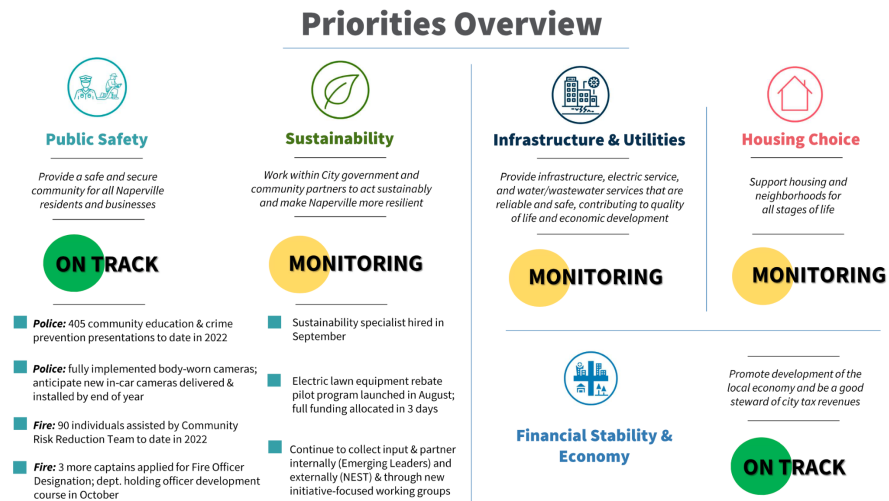 Priorities Overview
Public Safety
Provide a safe and secure
community for all Naperville
residents and businesses
ON TRACK
Police: 405 community education & crime
prevention presentations to date in 2022
Police: fully implemented body-worn cameras;
anticipate new in-car cameras delivered &
installed by end of year
Fire: 90 individuals assisted by Community
Risk Reduction Team to date in 2022
Fire: 3 more captains applied for Fire Officer
Designation; dept. holding officer development
course in October
Sustainability
Work within City government and
community partners to act sustainably
and make Naperville more resilient
MONITORING
Sustainability specialist hired in
September
Electric lawn equipment rebate
pilot program launched in August;
full funding allocated in 3 days
Continue to collect input & partner
internally (Emerging Leaders) and
externally (NEST) & through new
initiative-focused working groups
Infrastructure & Utilities
Provide infrastructure, electric service,
and water/wastewater services that are
reliable and safe, contributing to quality
of life and economic development
MONITORING
Housing Choice
Support housing and
neighborhoods for
all stages of life
MONITORING
Financial Stability &
Economy
Promote development of the
local economy and be a good
steward of city tax revenues
ON TRACK